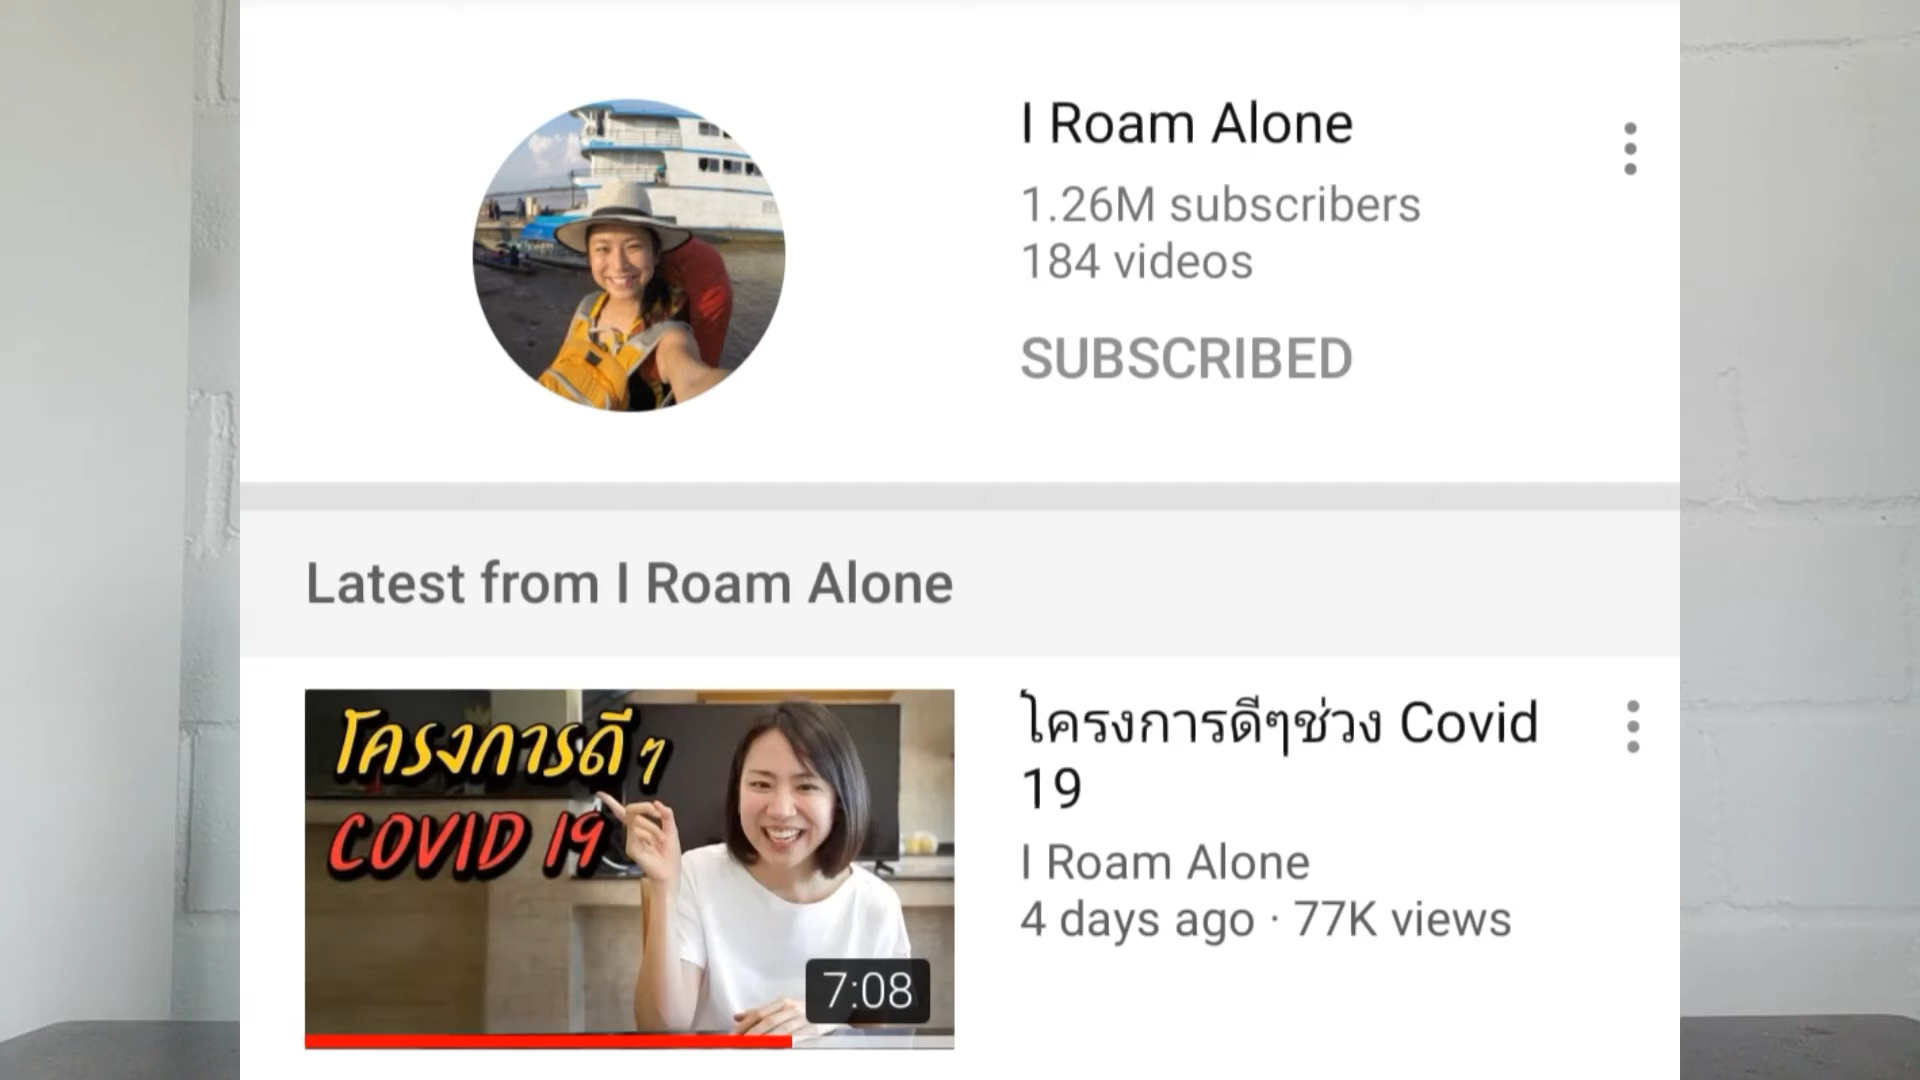 I Roam Alone
1.26M subscribers
184 videos
SUBSCRIBED
Latest from I Roam Alone
โครงการดีๆ
COVID 19
7:08
โครงการดีๆช่วง Covid
19
I Roam Alone
4 days ago · 77K views